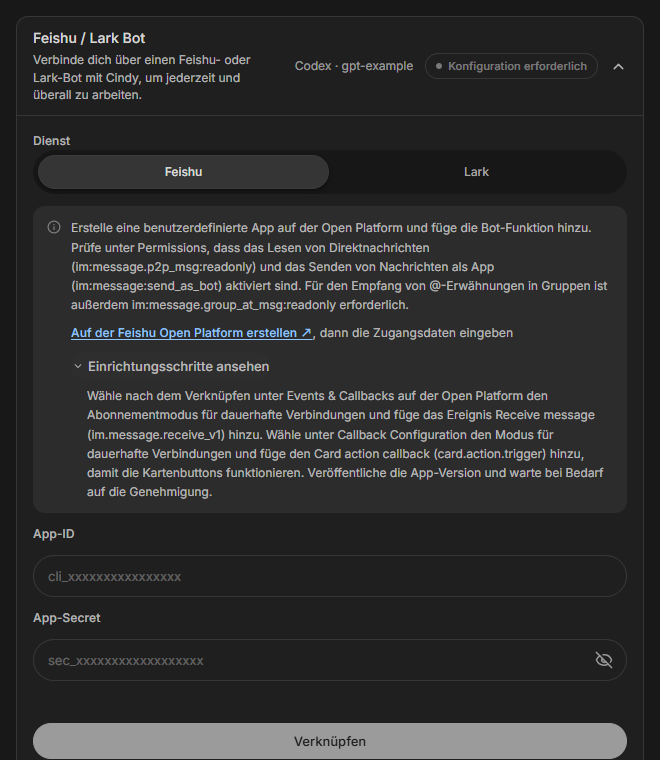 Feishu / Lark Bot
Verbinde dich über einen Feishu- oder
Lark-Bot mit Cindy, um jederzeit und
überall zu arbeiten.
Codex · gpt-example
Konfiguration erforderlich
Dienst
Feishu
Lark
Erstelle eine benutzerdefinierte App auf der Open Platform und füge die Bot-Funktion hinzu.
Prüfe unter Permissions, dass das Lesen von Direktnachrichten
(im:message.p2p_msg:readonly) und das Senden von Nachrichten als App
(im:message:send_as_bot) aktiviert sind. Für den Empfang von @-Erwähnungen in Gruppen ist
außerdem im:message.group_at_msg:readonly erforderlich.
Auf der Feishu Open Platform erstellen ↗, dann die Zugangsdaten eingeben
Einrichtungsschritte ansehen
Wähle nach dem Verknüpfen unter Events & Callbacks auf der Open Platform den
Abonnementmodus für dauerhafte Verbindungen und füge das Ereignis Receive message
(im.message.receive_v1) hinzu. Wähle unter Callback Configuration den Modus für
dauerhafte Verbindungen und füge den Card action callback (card.action.trigger) hinzu,
damit die Kartenbuttons funktionieren. Veröffentliche die App-Version und warte bei Bedarf
auf die Genehmigung.
App-ID
cli_xxxxxxxxxxxxxxxx
App-Secret
sec_xxxxxxxxxxxxxxxxxx
Verknüpfen